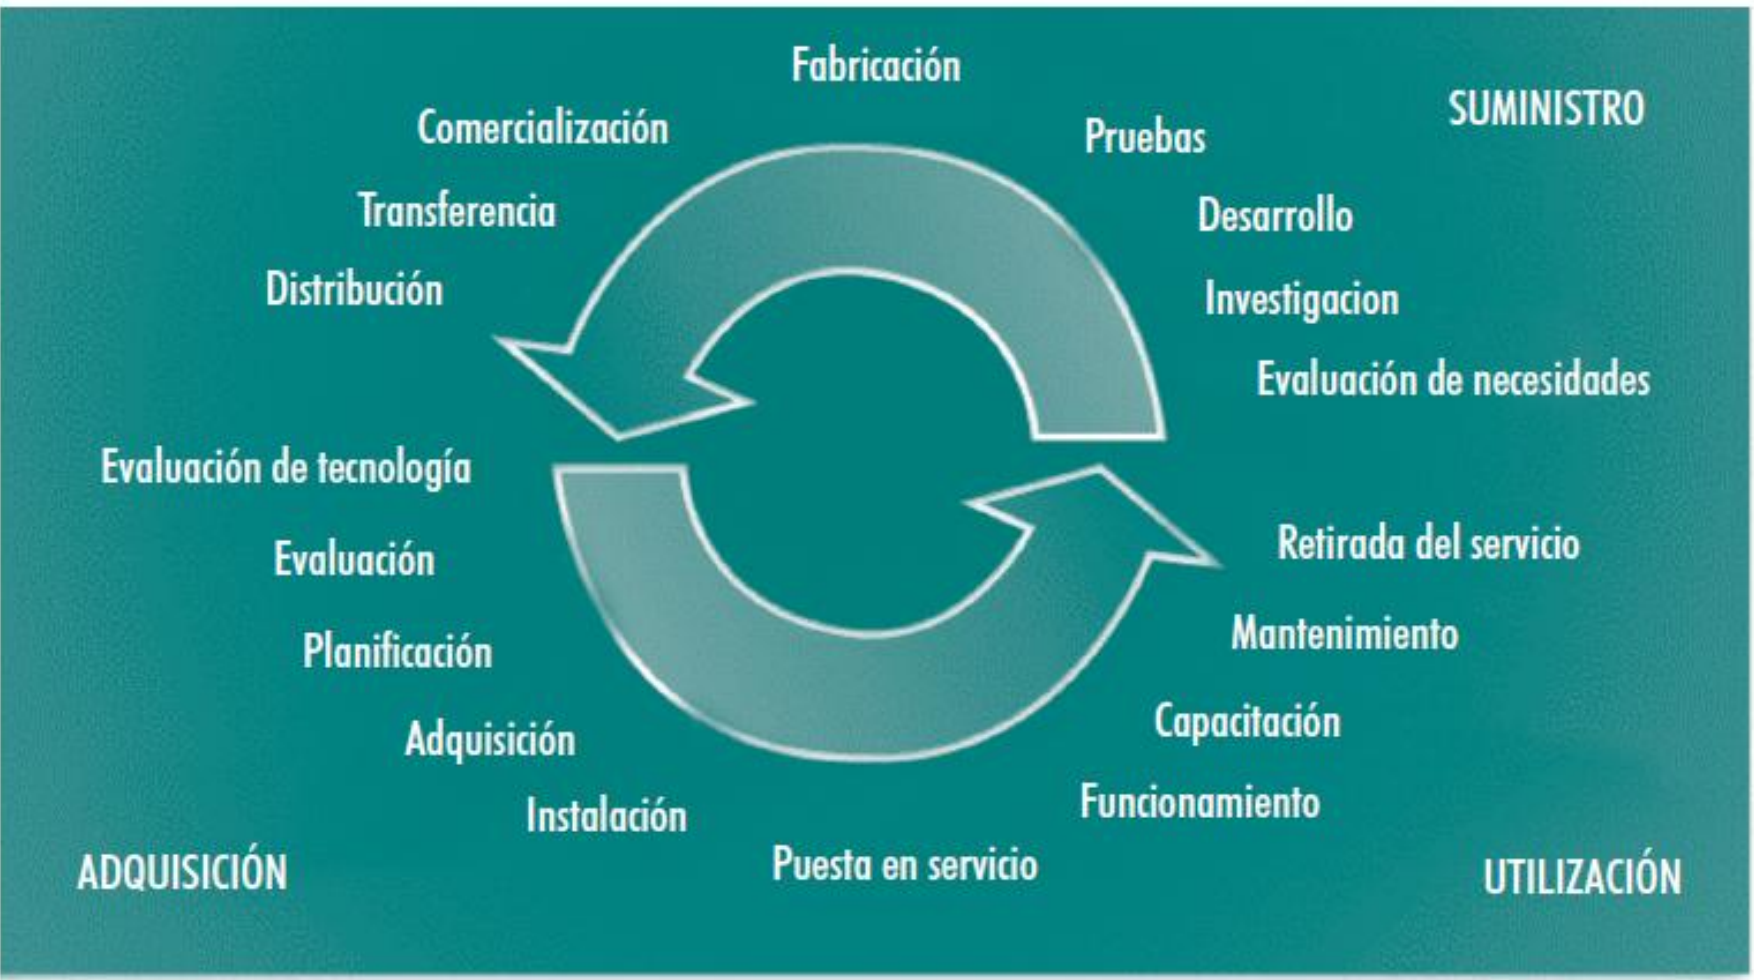 Fabricación
SUMINISTRO
Comercialización
Pruebas
Transferencia
Desarrollo
Distribución
Investigacion
Evaluación de necesidades
Evaluación de tecnología
Retirada del servicio
Evaluación
Mantenimiento
Planificación
Capacitación
Adquisición
Funcionamiento
Instalación
Puesta en servicio
ADQUISICIÓN
UTILIZACIÓN